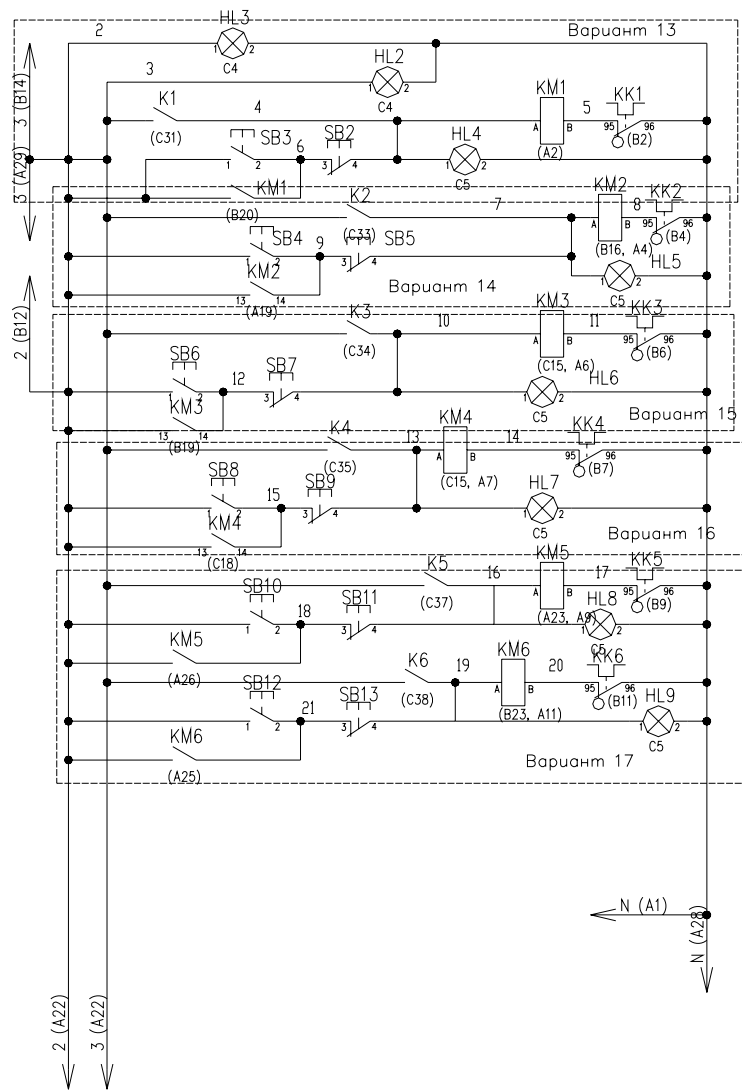 2
HL3
1 2
C4
Вариант 13
3
HL2
1 2
C4
3 (B14)
K1
(C31)
4
KM1
A B
(A2)
5
KK1
95 96
(B2)
3 (A29)
SB3
1 2
6
SB2
3 4
HL4
1 2
C5
KM1
(B20)
K2
(C33)
7
KM2
A B
(B16, A4)
8
KK2
95 96
(B4)
SB4
1 2
9
SB5
3 4
HL5
1 2
C5
KM2
13 14
(A19)
Вариант 14
2 (B12)
K3
(C34)
10
KM3
A B
(C15, A6)
11
KK3
95 96
(B6)
SB6
1 2
12
SB7
3 4
HL6
1 2
C5
KM3
13 14
(B19)
Вариант 15
K4
(C35)
13
KM4
A B
(C15, A7)
14
KK4
95 96
(B7)
SB8
1 2
15
SB9
3 4
HL7
1 2
C5
KM4
13 14
(C18)
Вариант 16
K5
(C37)
16
KM5
A B
(A23, A9)
17
KK5
95 96
(B9)
SB10
1 2
18
SB11
3 4
HL8
1 2
C5
KM5
(A26)
K6
(C38)
19
KM6
A B
(B23, A11)
20
KK6
95 96
(B11)
SB12
1 2
21
SB13
3 4
HL9
1 2
C5
KM6
(A25)
Вариант 17
N (A1)
N (A28)
2 (A22)
3 (A22)